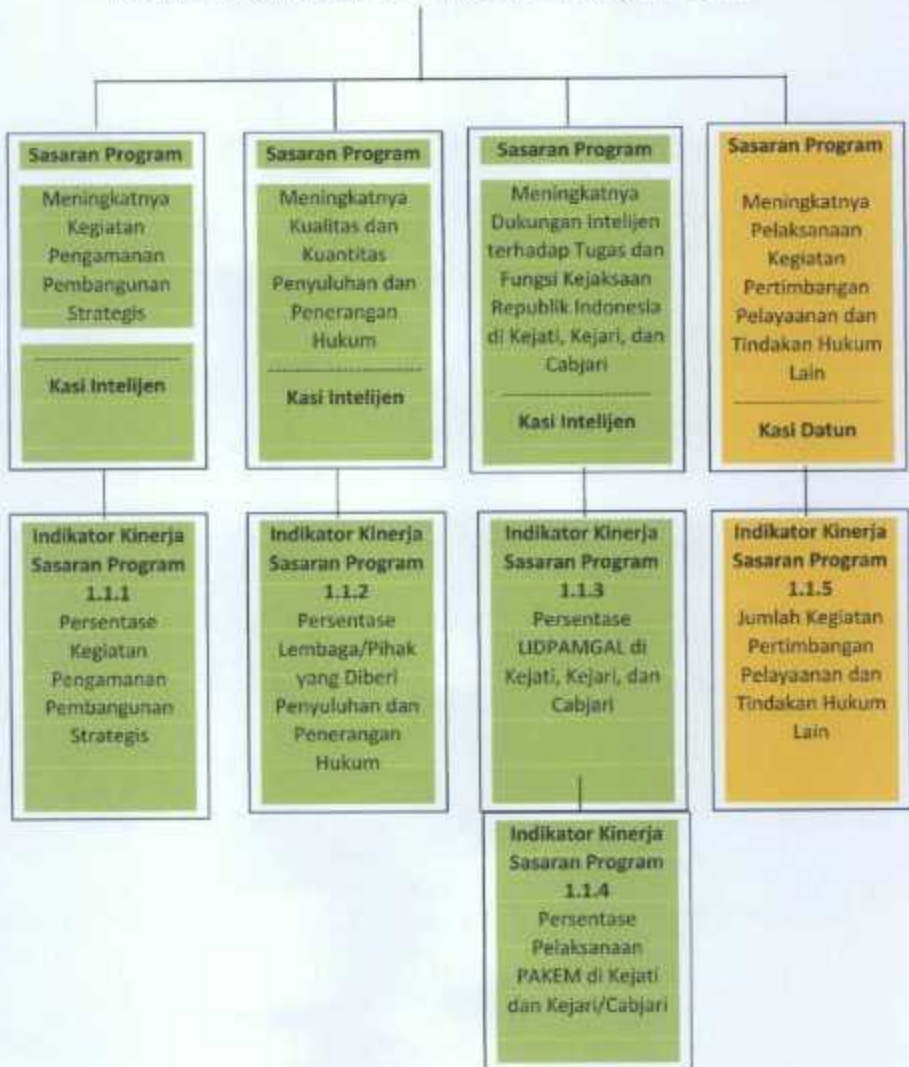 Sasaran Program
Meningkatnya
Kegiatan
Pengamanan
Pembangunan
Strategis
Kasi Intelijen
Sasaran Program
Meningkatnya
Kualitas dan
Kuantitas
Penyuluhan dan
Penerangan
Hukum
Kasi Intelijen
Sasaran Program
Meningkatnya
Dukungan Intelijen
terhadap Tugas dan
Fungsi Kejaksaan
Republik Indonesia
di Kejati, Kejari, dan
Cabjari
Kasi Intelijen
Sasaran Program
Meningkatnya
Pelaksanaan
Kegiatan
Pertimbangan
Pelayaanan dan
Tindakan Hukum
Lain
Kasi Datun
Indikator Kinerja
Sasaran Program
1.1.1
Persentase
Kegiatan
Pengamanan
Pembangunan
Strategis
Indikator Kinerja
Sasaran Program
1.1.2
Persentase
Lembaga/Pihak
yang Diberi
Penyuluhan dan
Penerangan
Hukum
Indikator Kinerja
Sasaran Program
1.1.3
Persentase
LIDPAMGAL di
Kejati, Kejari, dan
Cabjari
Indikator Kinerja
Sasaran Program
1.1.5
Jumlah Kegiatan
Pertimbangan
Pelayaanan dan
Tindakan Hukum
Lain
Indikator Kinerja
Sasaran Program
1.1.4
Persentase
Pelaksanaan
PAKEM di Kejati
dan Kejari/Cabjari